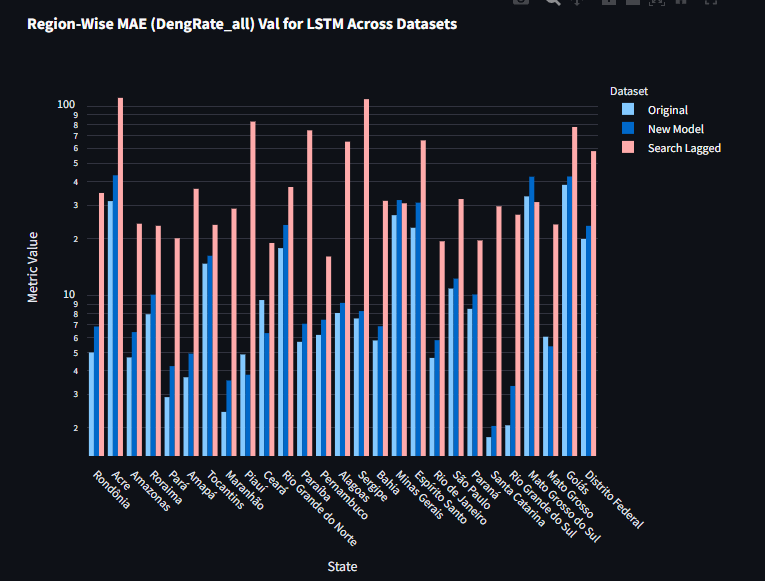 Region-Wise MAE (DengRate_all) Val for LSTM Across Datasets
Dataset
Original
New Model
Search Lagged
Metric Value
100
9
8
7
6
5
4
3
2
10
9
8
7
6
5
4
3
2
Rondônia
Acre
Amazonas
Roraima
Pará
Amapá
Tocantins
Maranhão
Piauí
Ceará
Rio Grande do Norte
Paraíba
Pernambuco
Alagoas
Sergipe
Bahia
Minas Gerais
Espírito Santo
Rio de Janeiro
São Paulo
Paraná
Santa Catarina
Rio Grande do Sul
Mato Grosso do Sul
Mato Grosso
Goiás
Distrito Federal
State